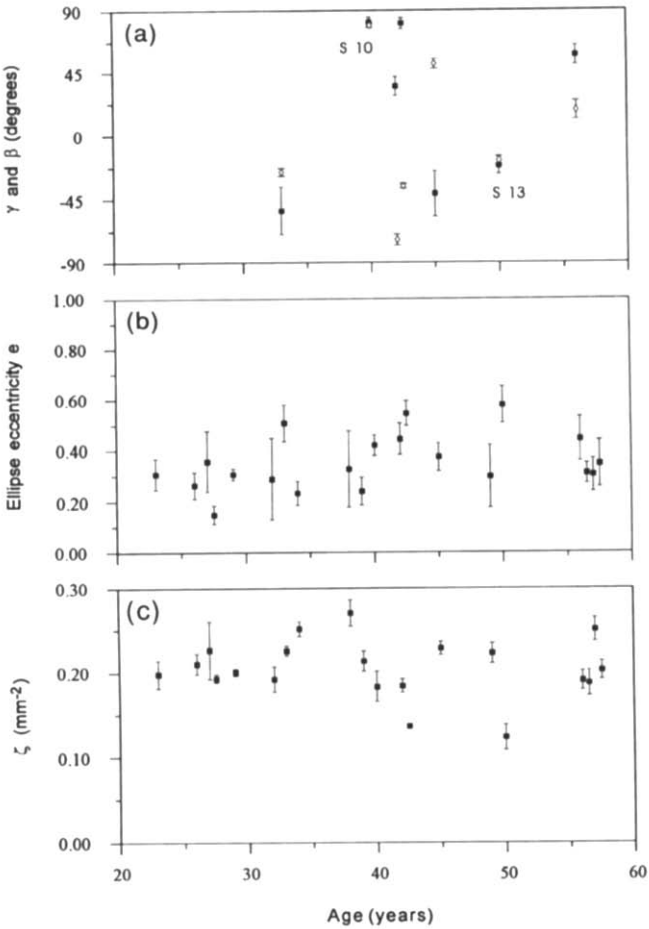 90
(a)
S 10
45
0
S 13
-45
-90
γ and β (degrees)
1.00
(b)
0.80
0.60
0.40
0.20
0.00
Ellipse eccentricity e
0.30
(c)
0.20
0.10
0.00
ζ (mm⁻²)
20 30 40 50 60
Age (years)